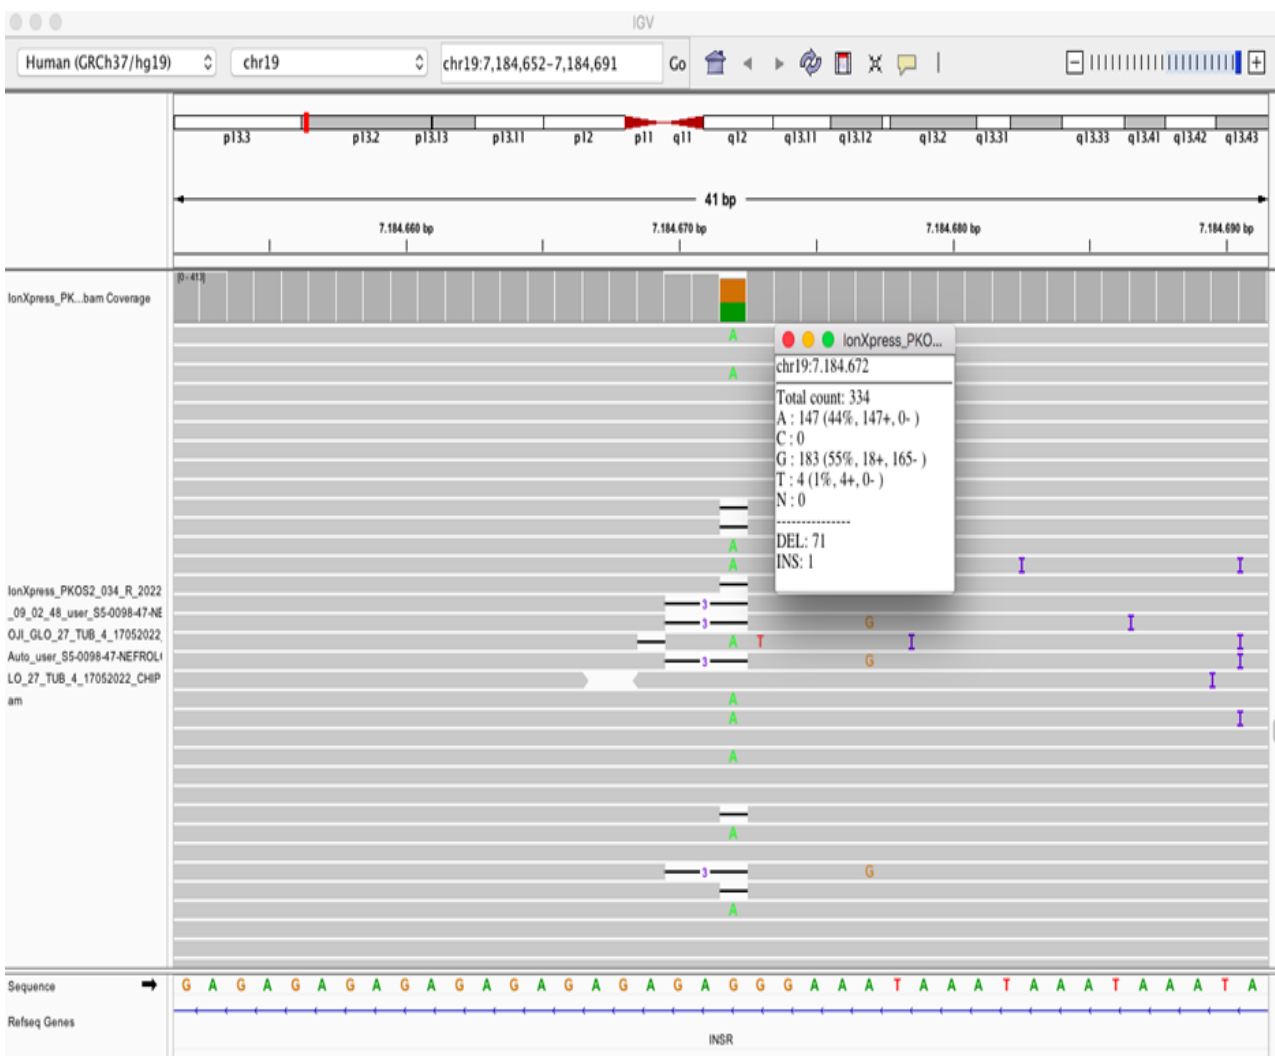 IGV
Human (GRCh37/hg19) chr19 chr19:7,184,652-7,184,691 Go
p13.3 p13.2 p13.13 p13.11 p12 p11 q11 q12 q13.11 q13.12 q13.2 q13.31 q13.33 q13.41 q13.42 q13.43
41 bp
7.184.660 bp 7.184.670 bp 7.184.680 bp 7.184.690 bp
[0-413]
IonXpress_PK...bam Coverage
A
IonXpress_PKO...
chr19:7.184.672
A
Total count: 334
A : 147 (44%, 147+, 0- )
C : 0
G : 183 (55%, 18+, 165- )
T : 4 (1%, 4+, 0- )
N : 0
---------------
DEL: 71
INS: 1
A
A I I
IonXpress_PKOS2_034_R_2022
3
_09_02_48_user_S5-0098-47-NE
3 G I
OJI_GLO_27_TUB_4_17052022_
A T I I
Auto_user_S5-0098-47-NEFROL
3 G I
LO_27_TUB_4_17052022_CHIP
I
am
A
A I
A
A
3 G
A
Sequence G A G A G A G A G A G A G A G A G A G A G G G A A A T A A A T A A A T A A A T A
Refseq Genes
INSR